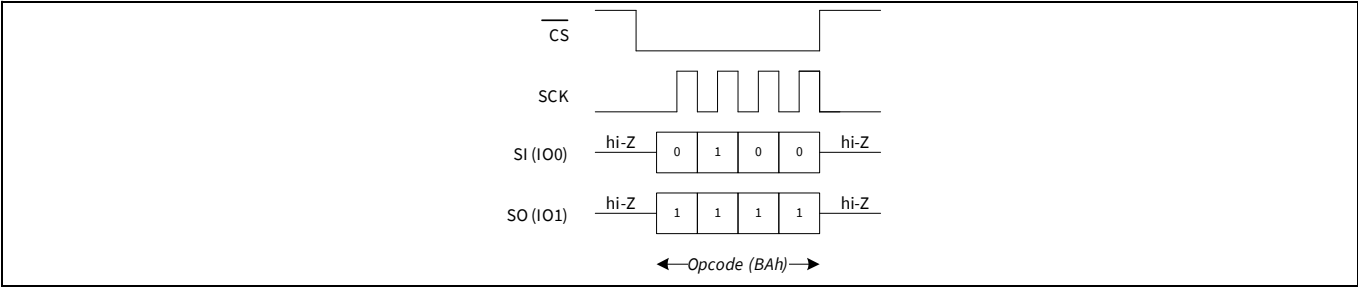 CS
SCK
SI (IO0) hi-Z 0 1 0 0 hi-Z
SO (IO1) hi-Z 1 1 1 1 hi-Z
Opcode (BAh)